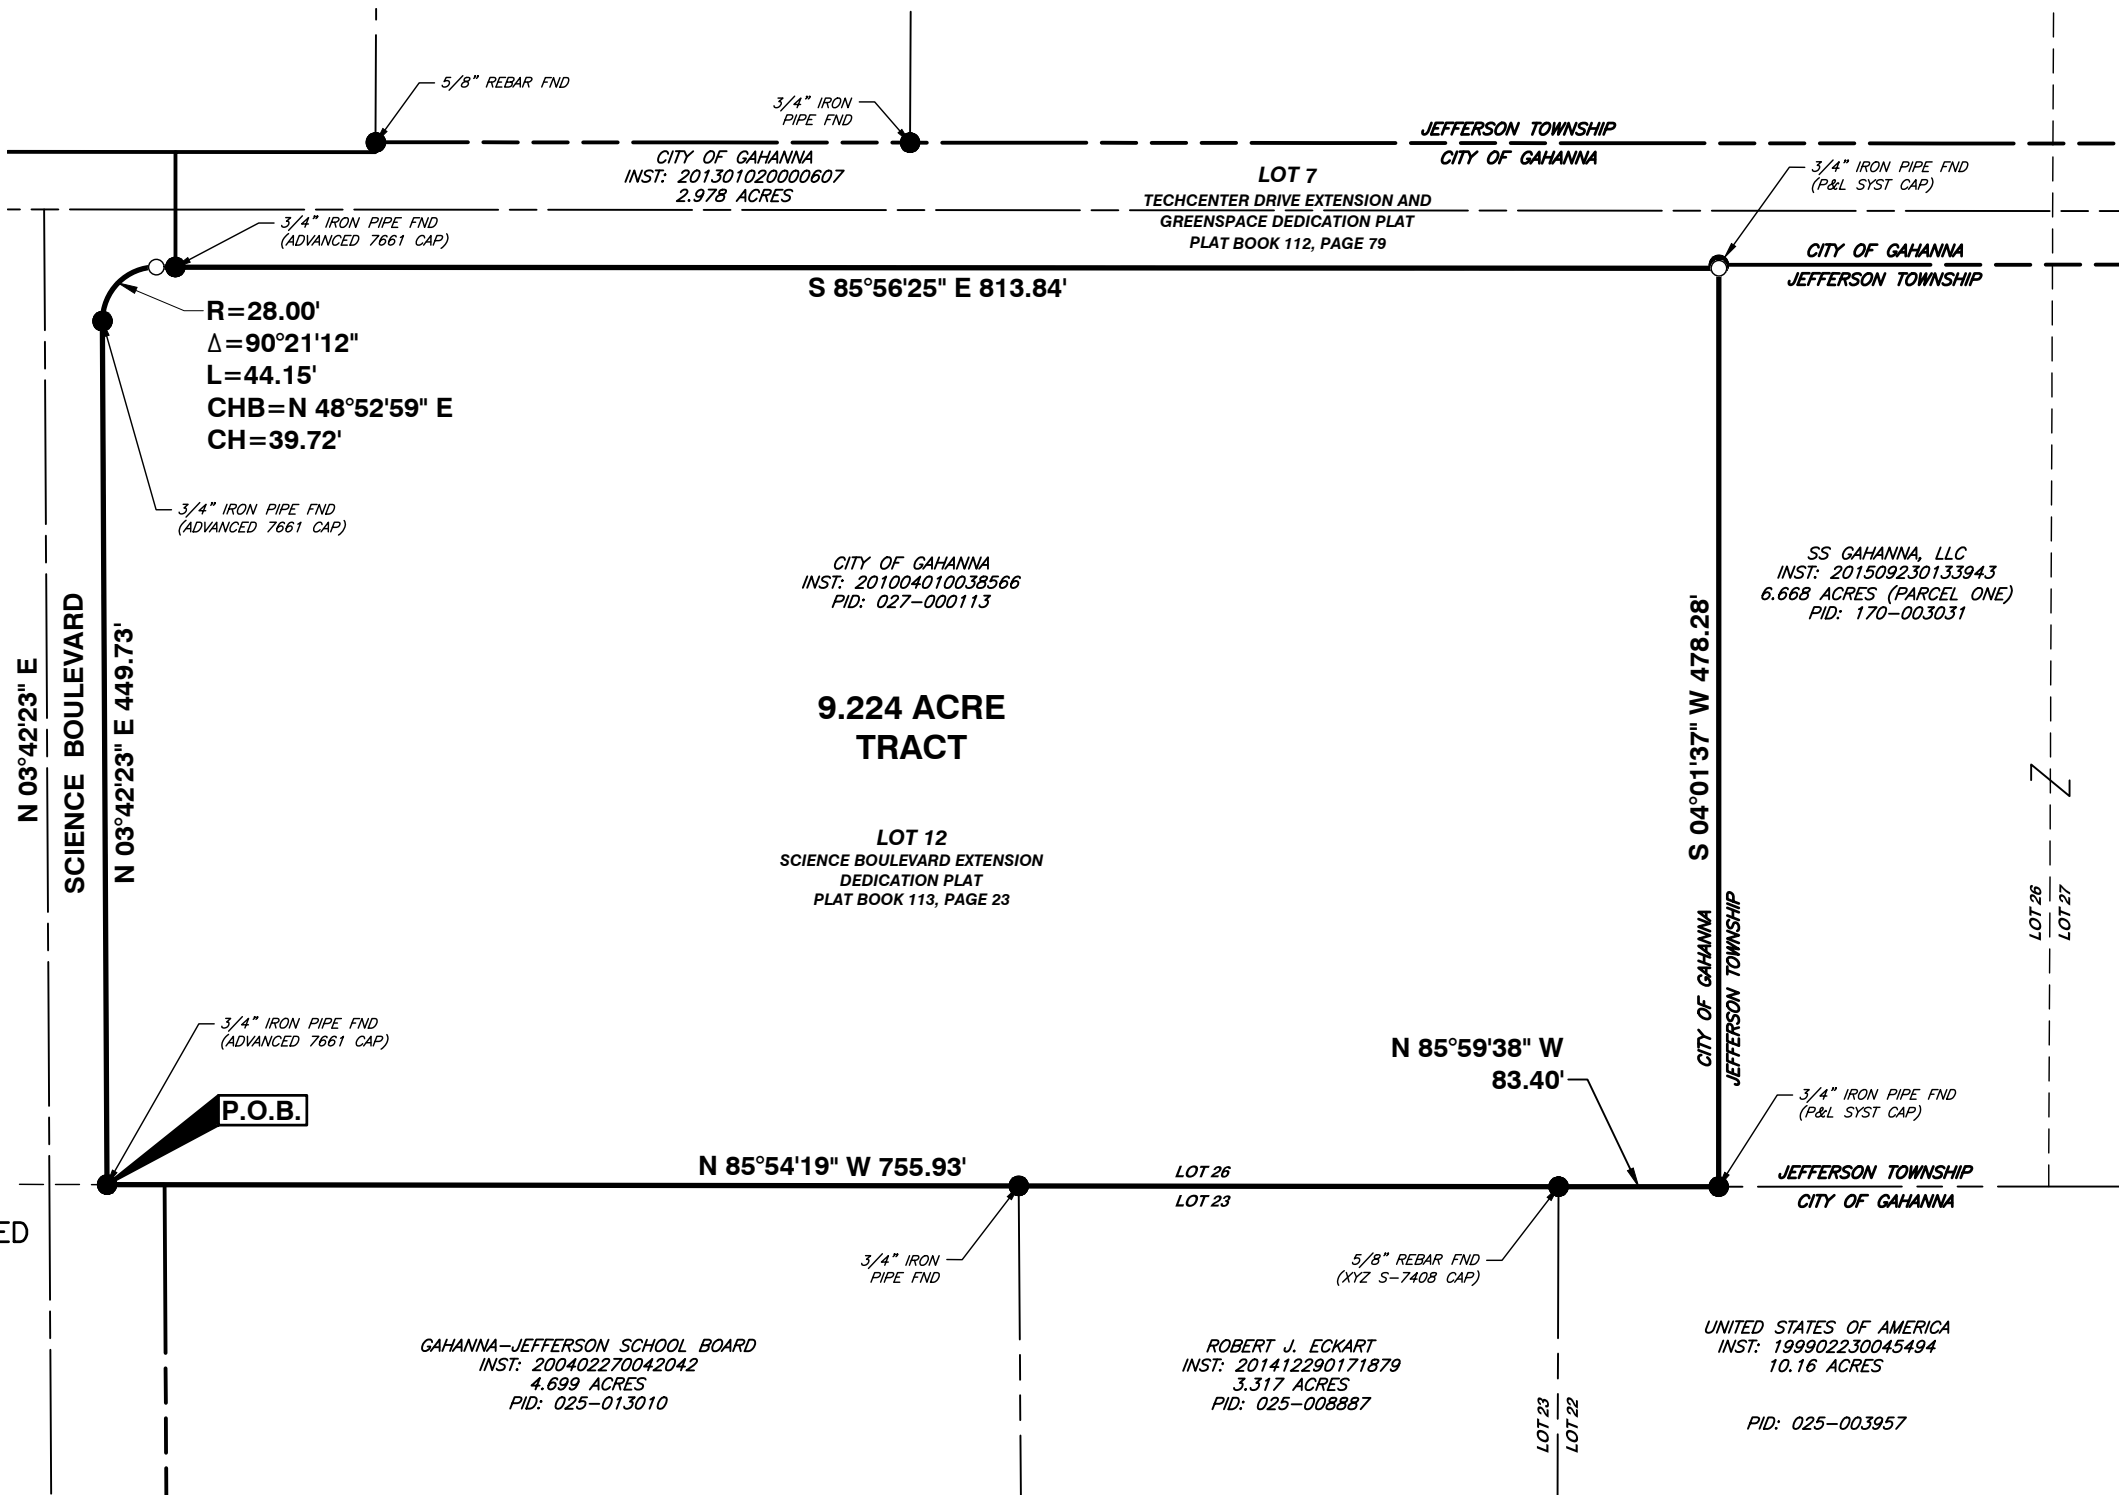 5/8" REBAR FND
3/4" IRON
PIPE FND
JEFFERSON TOWNSHIP
CITY OF GAHANNA
CITY OF GAHANNA
INST: 201301020000607
2.978 ACRES
LOT 7
TECHCENTER DRIVE EXTENSION AND
GREENSPACE DEDICATION PLAT
PLAT BOOK 112, PAGE 79
3/4" IRON PIPE FND
(P&L SYST CAP)
3/4" IRON PIPE FND
(ADVANCED 7661 CAP)
CITY OF GAHANNA
JEFFERSON TOWNSHIP
S 85°56'25" E 813.84'
R=28.00'
Δ=90°21'12"
L=44.15'
CHB=N 48°52'59" E
CH=39.72'
3/4" IRON PIPE FND
(ADVANCED 7661 CAP)
CITY OF GAHANNA
INST: 201004010038566
PID: 027-000113
SS GAHANNA, LLC
INST: 201509230133943
6.668 ACRES (PARCEL ONE)
PID: 170-003031
N 03°42'23" E
SCIENCE BOULEVARD
N 03°42'23" E 449.73'
9.224 ACRE
TRACT
S 04°01'37" W 478.28'
Z
LOT 12
SCIENCE BOULEVARD EXTENSION
DEDICATION PLAT
PLAT BOOK 113, PAGE 23
LOT 26
LOT 27
CITY OF GAHANNA
JEFFERSON TOWNSHIP
3/4" IRON PIPE FND
(ADVANCED 7661 CAP)
N 85°59'38" W
83.40'
P.O.B.
3/4" IRON PIPE FND
(P&L SYST CAP)
N 85°54'19" W 755.93'
LOT 26
LOT 23
JEFFERSON TOWNSHIP
CITY OF GAHANNA
ED
3/4" IRON
PIPE FND
5/8" REBAR FND
(XYZ S-7408 CAP)
GAHANNA-JEFFERSON SCHOOL BOARD
INST: 200402270042042
4.699 ACRES
PID: 025-013010
ROBERT J. ECKART
INST: 201412290171879
3.317 ACRES
PID: 025-008887
LOT 23
LOT 22
UNITED STATES OF AMERICA
INST: 199902230045494
10.16 ACRES
PID: 025-003957